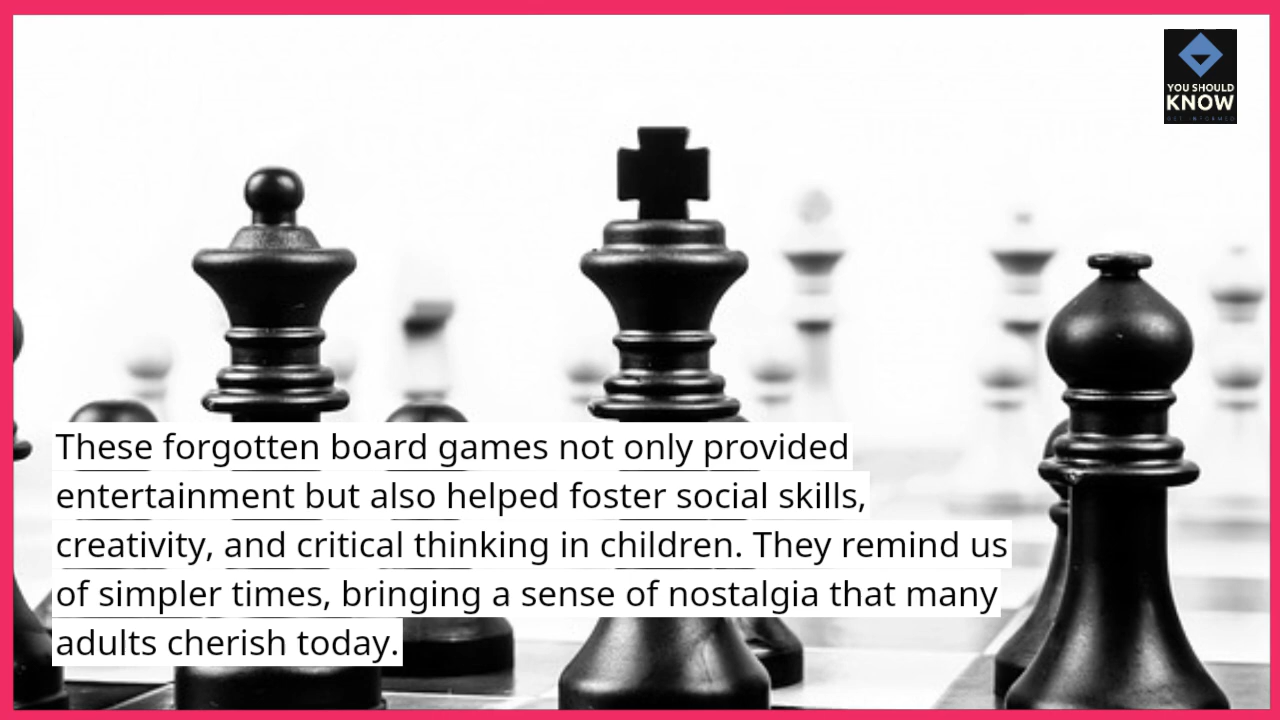 YOU SHOULD
KNOW
GET INFORMED
These forgotten board games not only provided
entertainment but also helped foster social skills,
creativity, and critical thinking in children. They remind us
of simpler times, bringing a sense of nostalgia that many
adults cherish today.